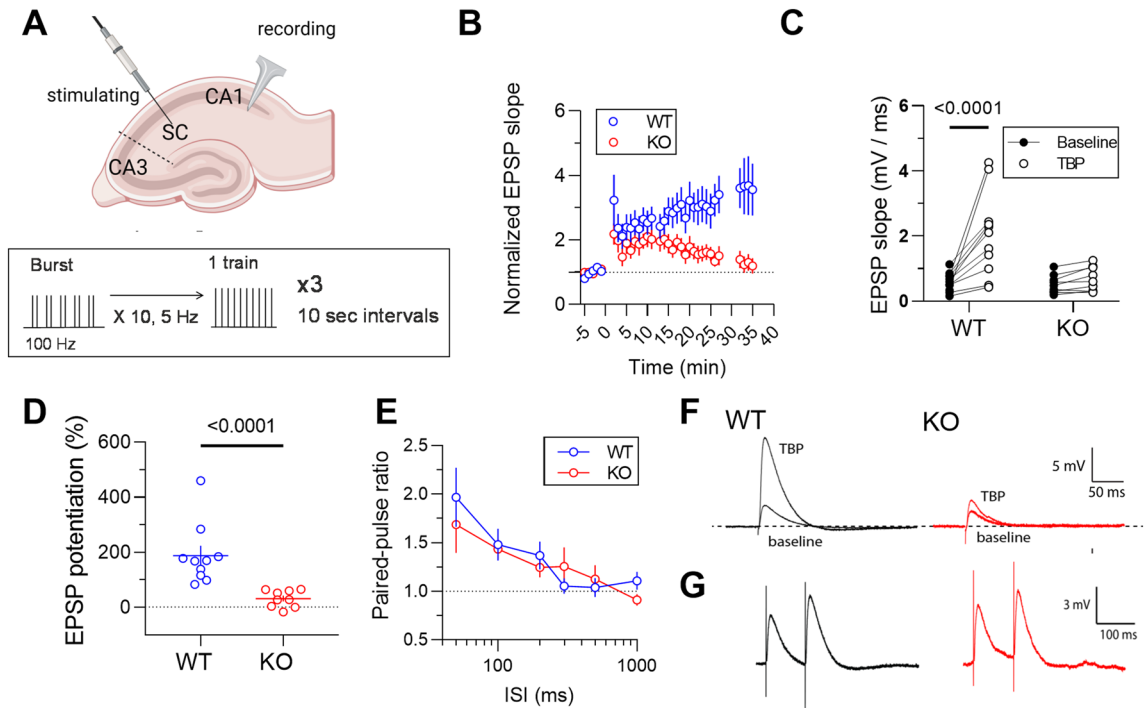 A
recording
stimulating
CA1
SC
CA3
Burst
1 train
x3
X 10, 5 Hz
10 sec intervals
100 Hz
B
Normalized EPSP slope
6
4
2
0
WT
KO
-5
0
5
10
15
20
25
30
35
40
Time (min)
C
EPSP slope (mV / ms)
6
4
2
0
<0.0001
Baseline
TBP
WT
KO
D
EPSP potentiation (%)
600
400
200
0
<0.0001
WT
KO
E
Paired-pulse ratio
2.5
2.0
1.5
1.0
0.5
WT
KO
100
1000
ISI (ms)
F
WT
KO
TBP
baseline
TBP
baseline
5 mV
50 ms
G
3 mV
100 ms